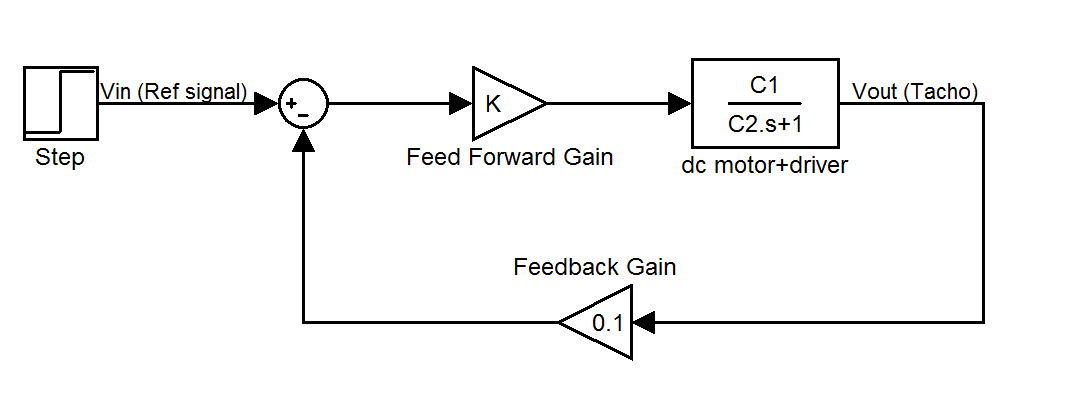 Vin (Ref signal)
+
−
K
C1
C2.s+1
Vout (Tacho)
Step
Feed Forward Gain
dc motor+driver
Feedback Gain
0.1